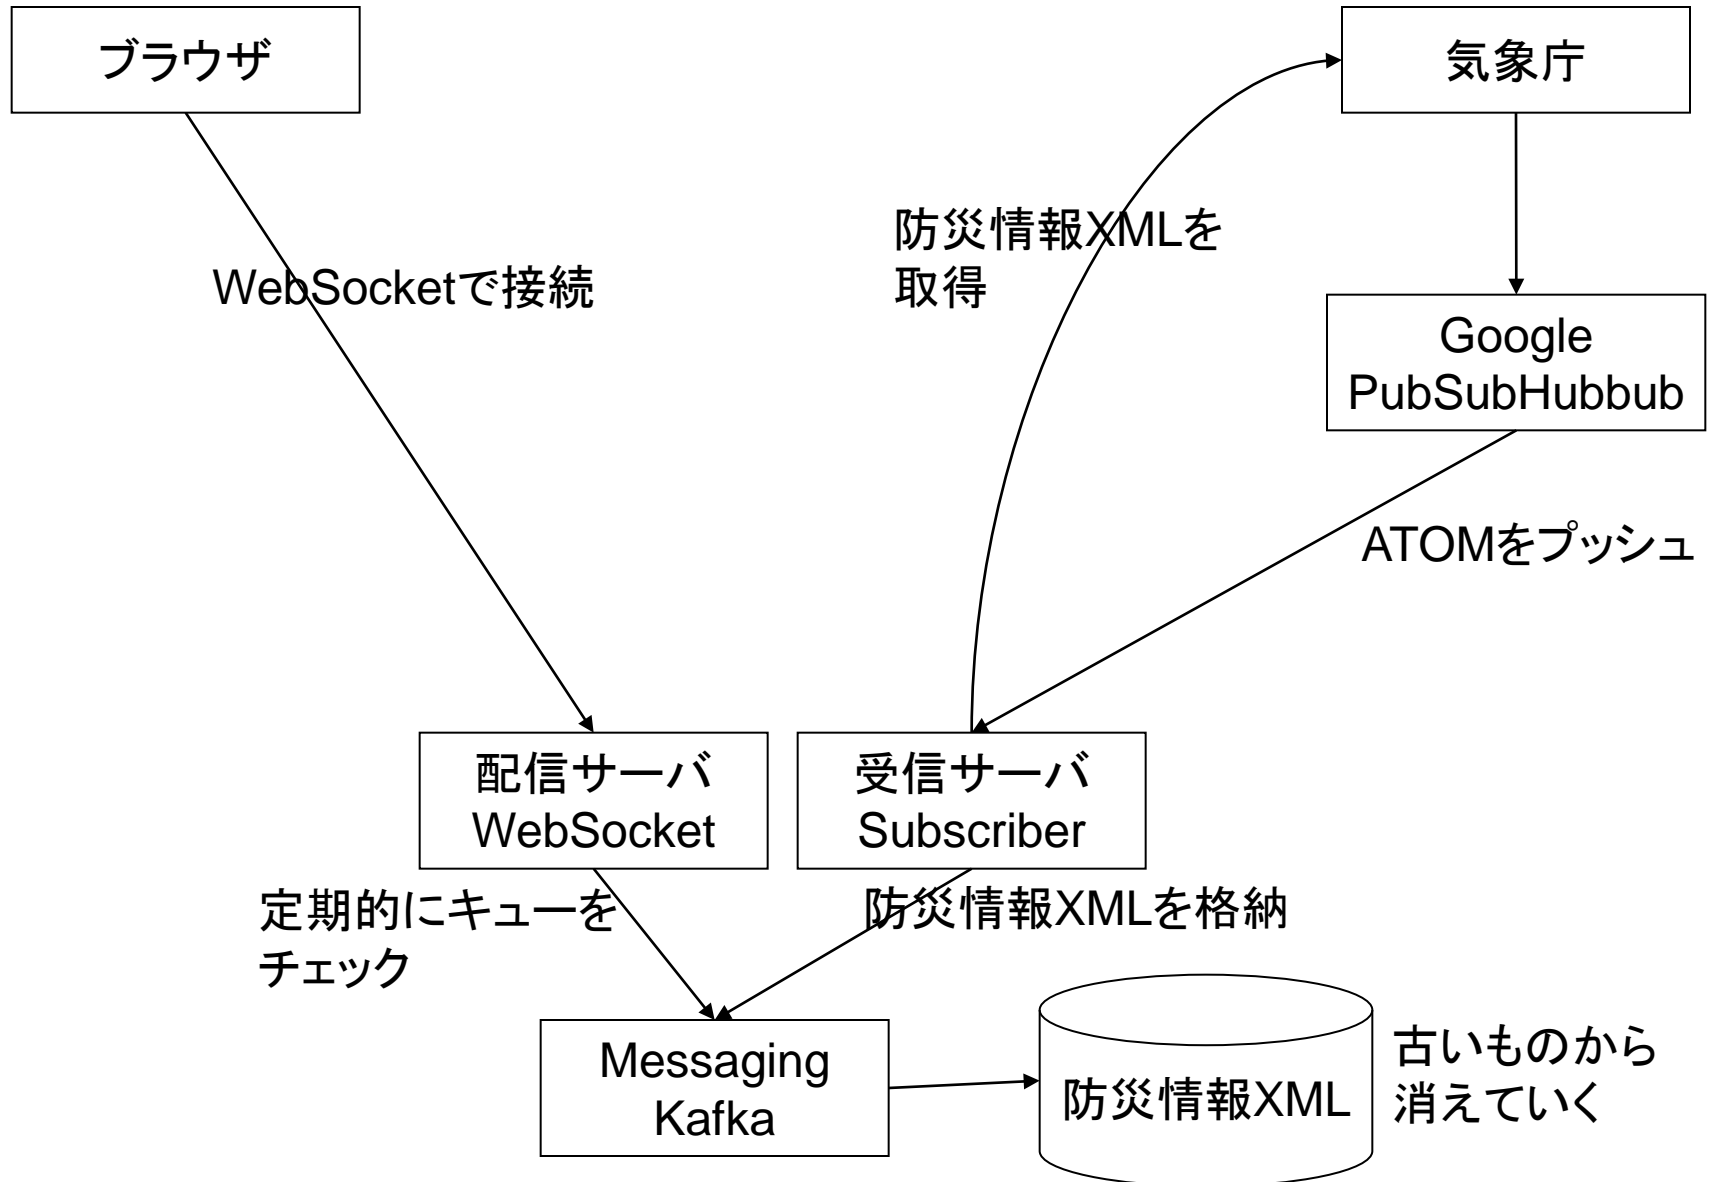 ブラウザ
気象庁
防災情報XMLを
取得
WebSocketで接続
Google
PubSubHubbub
ATOMをプッシュ
配信サーバ
WebSocket
受信サーバ
Subscriber
定期的にキューを
チェック
防災情報XMLを格納
Messaging
Kafka
防災情報XML
古いものから
消えていく